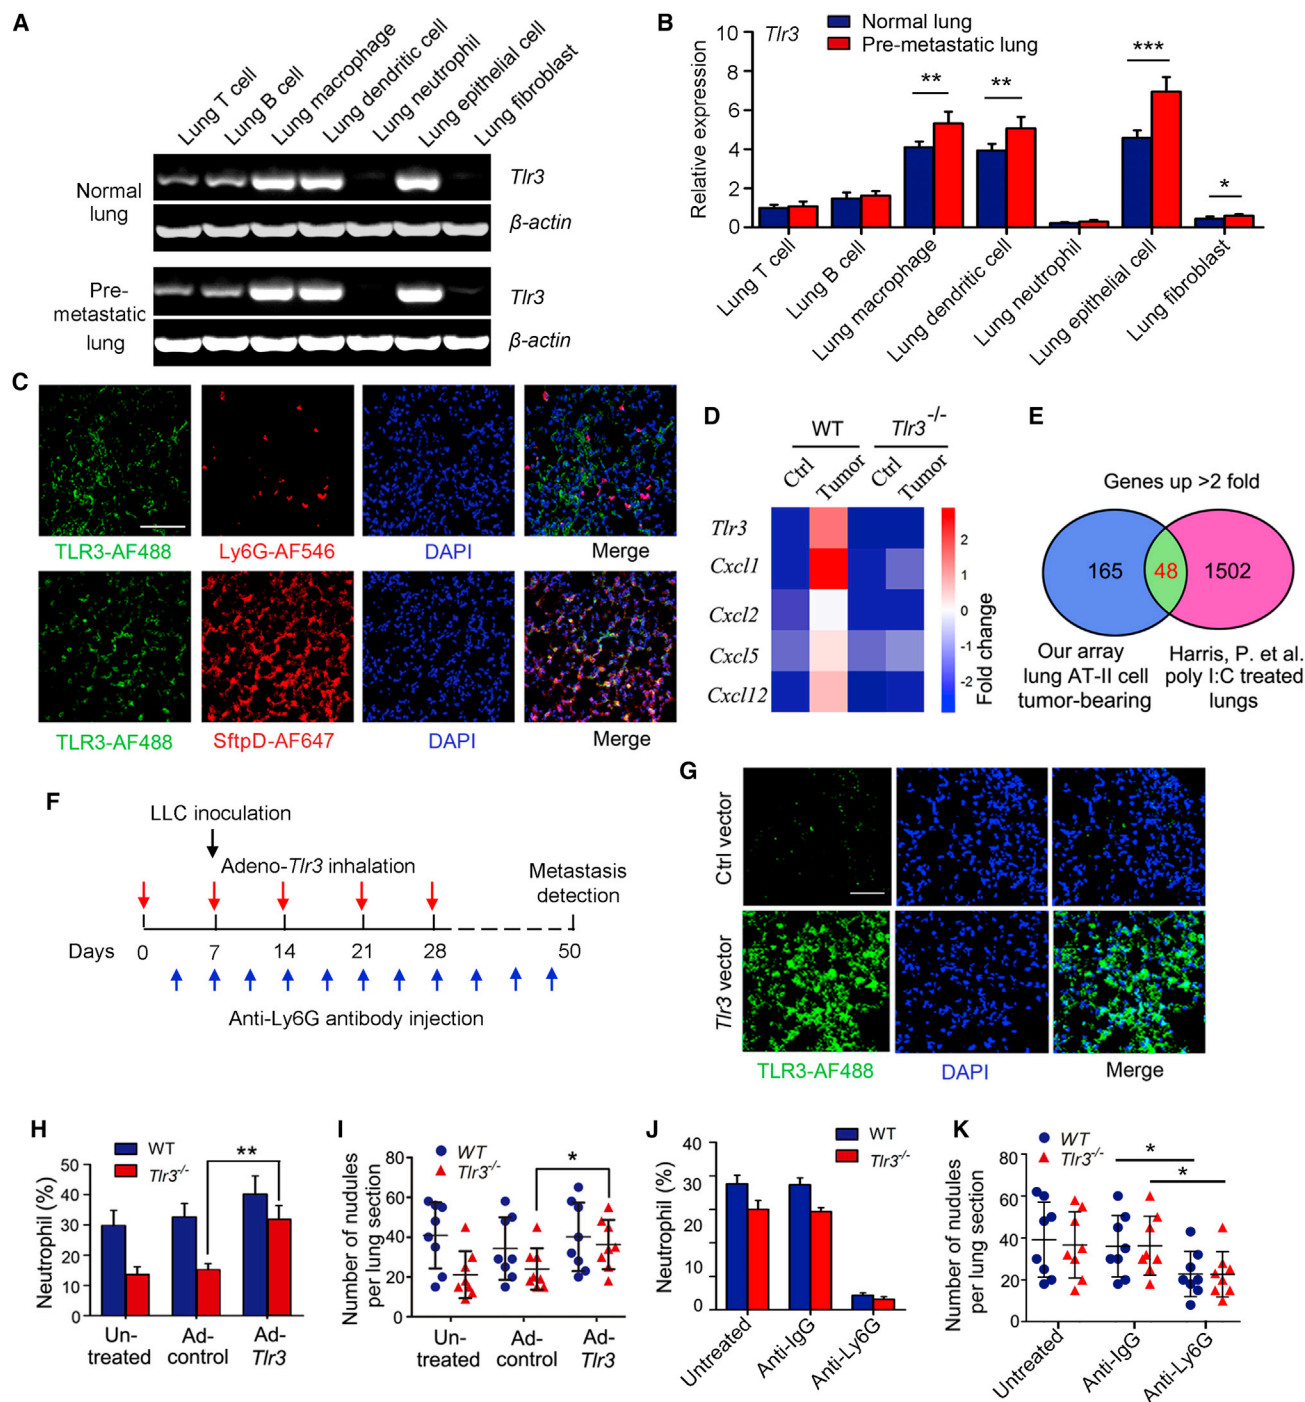 A
Lung T cell
Lung B cell
Lung macrophage
Lung dendritic cell
Lung neutrophil
Lung epithelial cell
Lung fibroblast
Normal
lung
Tlr3
β-actin
Pre-
metastatic
lung
Tlr3
β-actin
B
Tlr3
Normal lung
Pre-metastatic lung
Relative expression
10
8
6
4
2
0
**
**
***
*
Lung T cell
Lung B cell
Lung macrophage
Lung dendritic cell
Lung neutrophil
Lung epithelial cell
Lung fibroblast
C
TLR3-AF488
Ly6G-AF546
DAPI
Merge
TLR3-AF488
SftpD-AF647
DAPI
Merge
D
WT
Tlr3-/-
Ctrl
Tumor
Ctrl
Tumor
Tlr3
Cxcl1
Cxcl2
Cxcl5
Cxcl12
2
1
0
-1
-2
Fold change
E
Genes up >2 fold
165
48
1502
Our array
lung AT-II cell
tumor-bearing
Harris, P. et al.
poly I:C treated
lungs
F
LLC inoculation
Adeno-Tlr3 inhalation
Metastasis
detection
Days
0
7
14
21
28
50
Anti-Ly6G antibody injection
G
Ctrl vector
Tlr3 vector
TLR3-AF488
DAPI
Merge
H
WT
Tlr3-/-
**
Neutrophil (%)
50
40
30
20
10
0
Un-
treated
Ad-
control
Ad-
Tlr3
I
WT
Tlr3-/-
*
Number of nudules
per lung section
80
60
40
20
0
Un-
treated
Ad-
control
Ad-
Tlr3
J
WT
Tlr3-/-
Neutrophil (%)
40
30
20
10
0
Untreated
Anti-IgG
Anti-Ly6G
K
WT
Tlr3-/-
*
*
Number of nodules
per lung section
80
60
40
20
0
Untreated
Anti-IgG
Anti-Ly6G